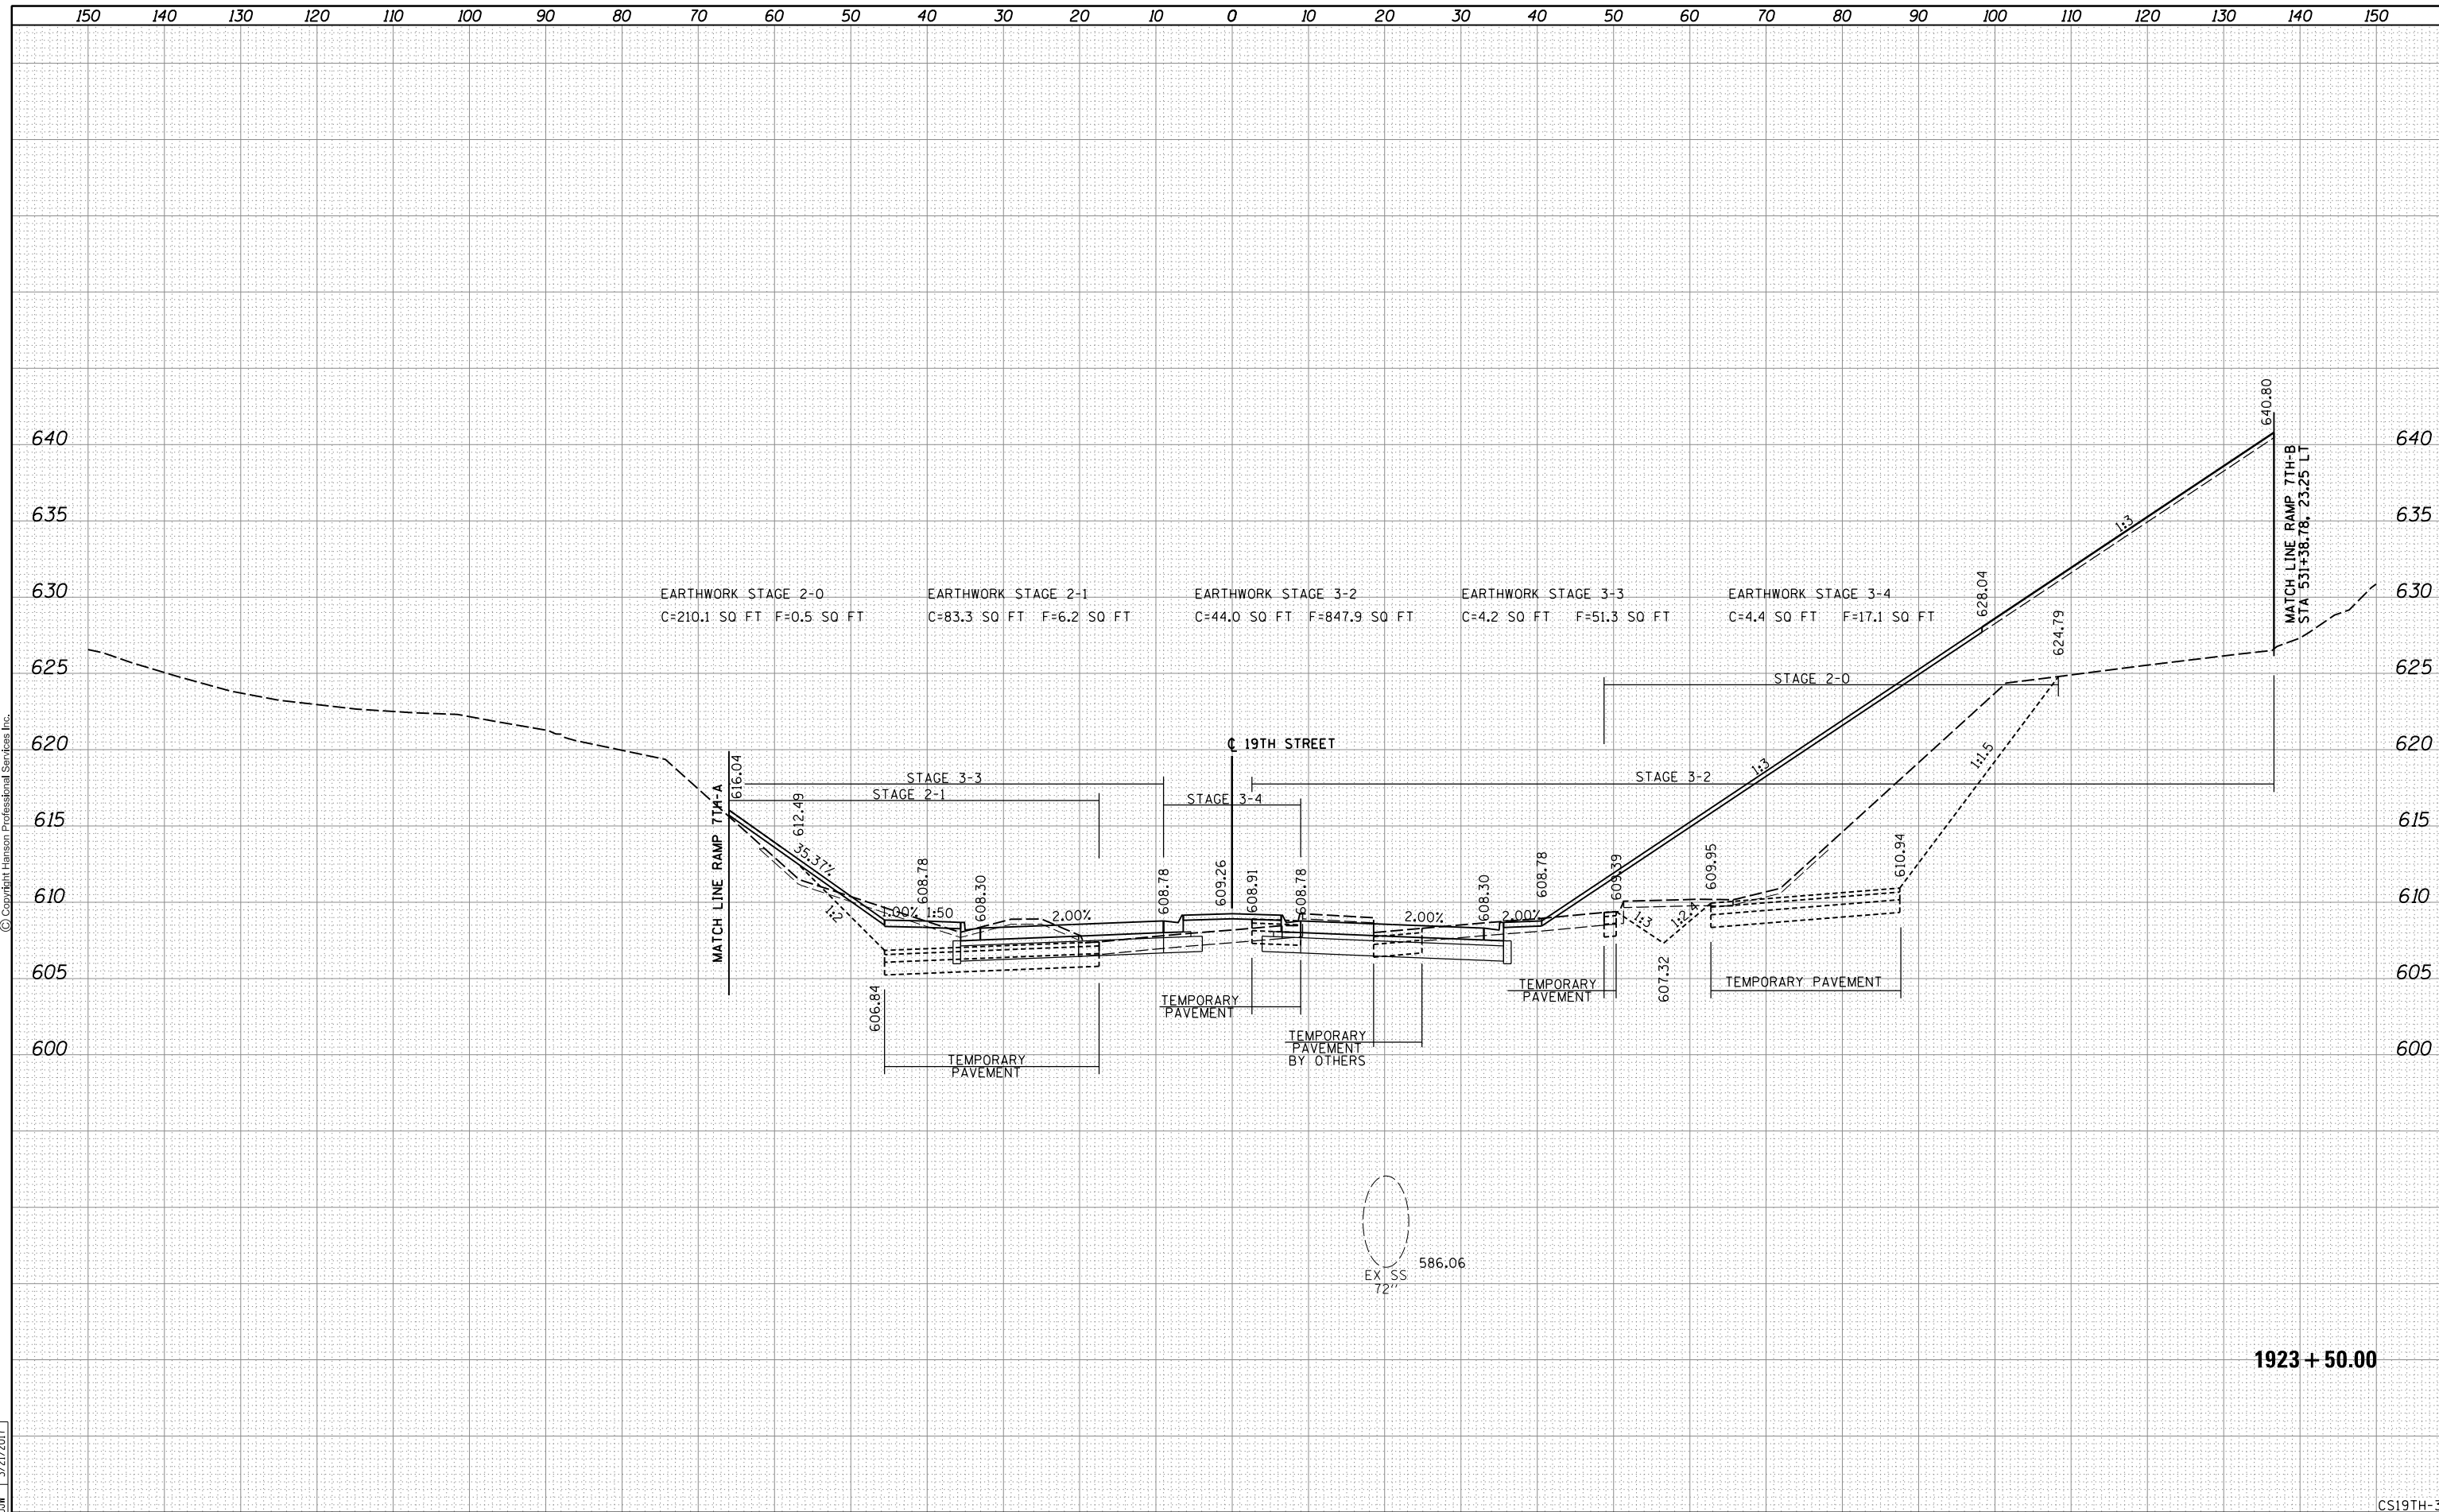 150 140 130 120 110 100 90 80 70 60 50 40 30 20 10 0 10 20 30 40 50 60 70 80 90 100 110 120 130 140 150
640.80
640 640
MATCH LINE RAMP 7TH-B
STA 531+38.78, 23.25 LT
635 635
1:3
630 630
EARTHWORK STAGE 2-0
C=210.1 SQ FT F=0.5 SQ FT
EARTHWORK STAGE 2-1
C=83.3 SQ FT F=6.2 SQ FT
EARTHWORK STAGE 3-2
C=44.0 SQ FT F=847.9 SQ FT
EARTHWORK STAGE 3-3
C=4.2 SQ FT F=51.3 SQ FT
EARTHWORK STAGE 3-4
C=4.4 SQ FT F=17.1 SQ FT
628.04
624.79
625 625
STAGE 2-0
620 620
℄ 19TH STREET
1:1.5
1:3
616.04
STAGE 3-3
STAGE 3-2
STAGE 2-1
STAGE 3-4
MATCH LINE RAMP 7TH-A
615 615
612.49
35.37%
608.78
608.30
608.78
609.26
608.91
608.78
608.30
608.78
609.39
609.95
610.94
610 610
1:2
1.00% 1:50
2.00%
2.00%
2.00%
1:3
1:2.4
605 605
606.84
607.32
TEMPORARY
PAVEMENT
TEMPORARY PAVEMENT
TEMPORARY
PAVEMENT
TEMPORARY
PAVEMENT
BY OTHERS
600 600
TEMPORARY
PAVEMENT
586.06
EX SS
72"
1923+50.00
CS19TH-3
© Copyright Hanson Professional Services Inc.